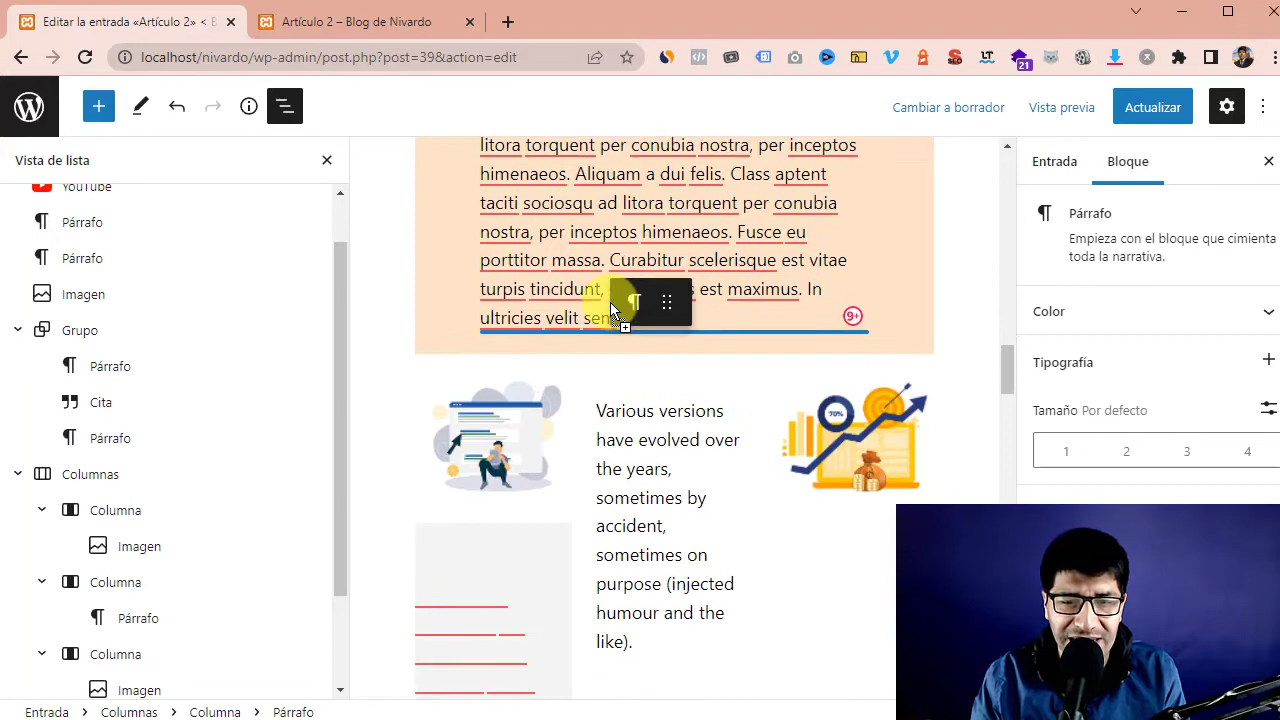 Editar la entrada «Artículo 2» < B
Artículo 2 – Blog de Nivardo
localhost/nivardo/wp-admin/post.php?post=39&action=edit
21
Cambiar a borrador
Vista previa
Actualizar
Vista de lista
YouTube
Párrafo
Párrafo
Imagen
Grupo
Párrafo
Cita
Párrafo
Columnas
Columna
Imagen
Columna
Párrafo
Columna
Imagen
litora torquent per conubia nostra, per inceptos
himenaeos. Aliquam a dui felis. Class aptent
taciti sociosqu ad litora torquent per conubia
nostra, per inceptos himenaeos. Fusce eu
porttitor massa. Curabitur scelerisque est vitae
turpis tincidunt, est maximus. In
ultricies velit sem
9+
70%
Various versions
have evolved over
the years,
sometimes by
accident,
sometimes on
purpose (injected
humour and the
like).
Entrada
Bloque
Párrafo
Empieza con el bloque que cimienta
toda la narrativa.
Color
Tipografía
Tamaño Por defecto
1 2 3 4
Entrada
Columnas
Columna
Párrafo